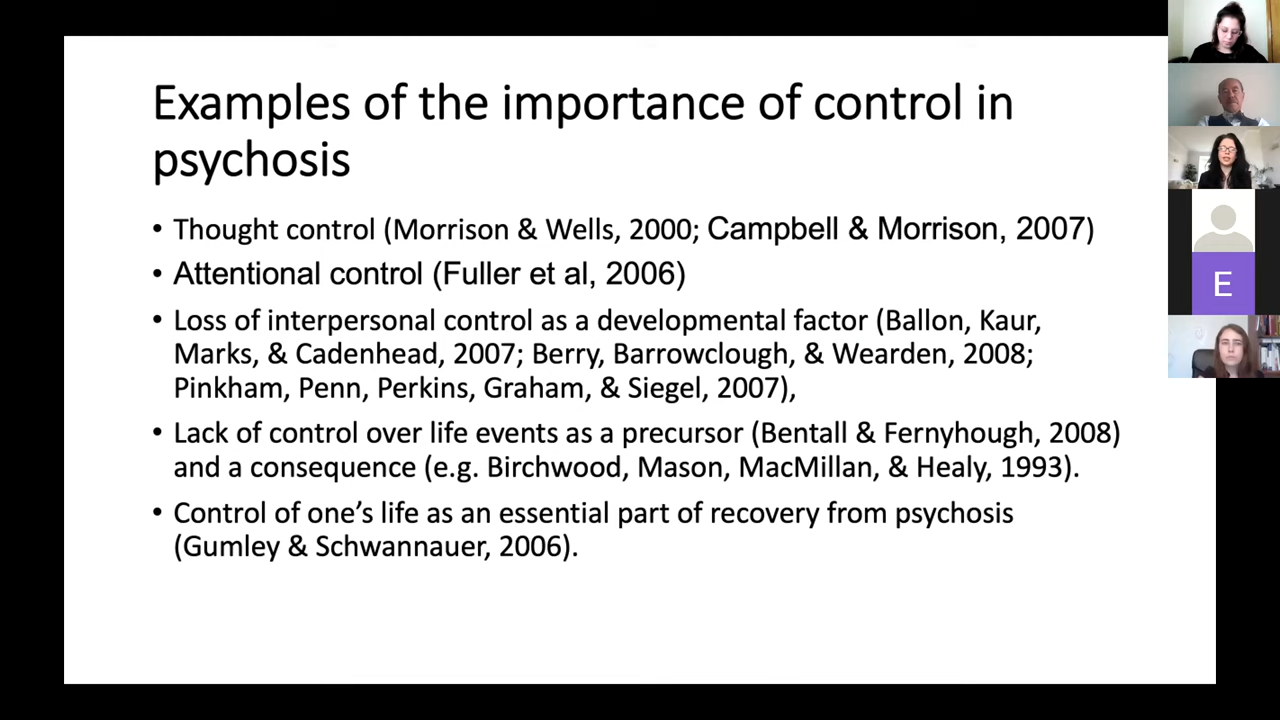 Examples of the importance of control in
psychosis
• Thought control (Morrison & Wells, 2000; Campbell & Morrison, 2007)
• Attentional control (Fuller et al, 2006)
• Loss of interpersonal control as a developmental factor (Ballon, Kaur,
Marks, & Cadenhead, 2007; Berry, Barrowclough, & Wearden, 2008;
Pinkham, Penn, Perkins, Graham, & Siegel, 2007),
• Lack of control over life events as a precursor (Bentall & Fernyhough, 2008)
and a consequence (e.g. Birchwood, Mason, MacMillan, & Healy, 1993).
• Control of one’s life as an essential part of recovery from psychosis
(Gumley & Schwannauer, 2006).
E